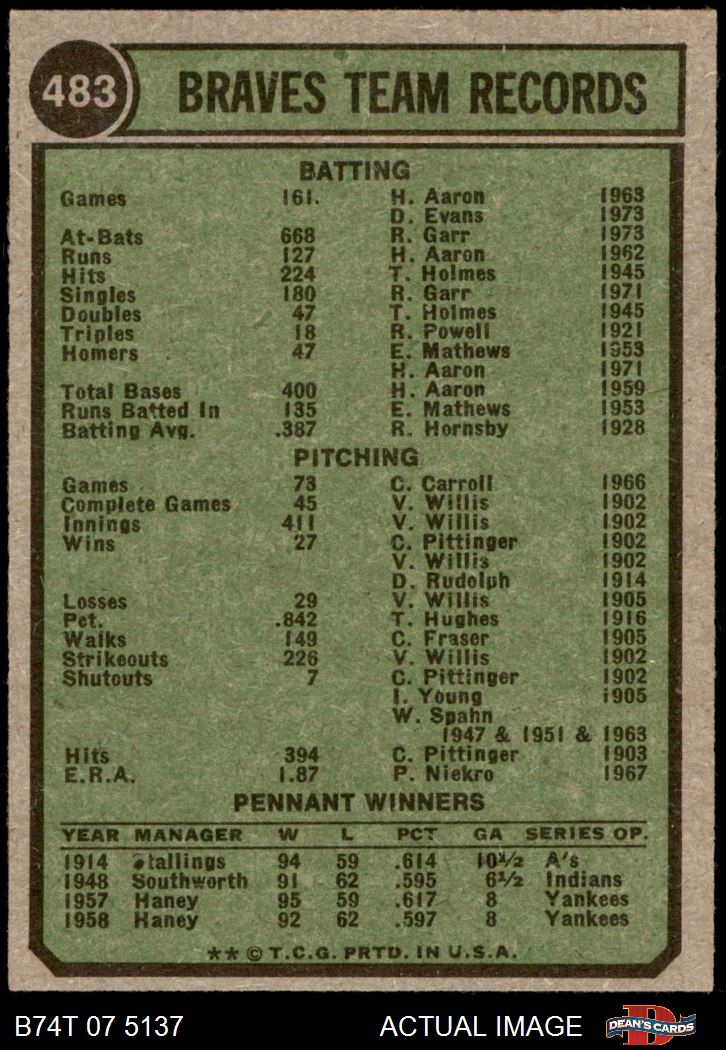 483 BRAVES TEAM RECORDS
BATTING
Games 161. H. Aaron 1963
D. Evans 1973
At-Bats 668 R. Garr 1973
Runs 127 H. Aaron 1962
Hits 224 T. Holmes 1945
Singles 180 R. Garr 1971
Doubles 47 T. Holmes 1945
Triples 18 R. Powell 1921
Homers 47 E. Mathews 1953
H. Aaron 1971
Total Bases 400 H. Aaron 1959
Runs Batted In 135 E. Mathews 1953
Batting Avg. .387 R. Hornsby 1928
PITCHING
Games 73 C. Carroll 1966
Complete Games 45 V. Willis 1902
Innings 411 V. Willis 1902
Wins 27 C. Pittinger 1902
V. Willis 1902
D. Rudolph 1914
Losses 29 V. Willis 1905
Pct. .842 T. Hughes 1916
Walks 149 C. Fraser 1905
Strikeouts 226 V. Willis 1902
Shutouts 7 C. Pittinger 1902
I. Young 1905
W. Spahn
1947 & 1951 & 1963
Hits 394 C. Pittinger 1903
E.R.A. 1.87 P. Niekro 1967
PENNANT WINNERS
YEAR MANAGER W L PCT GA SERIES OP.
1914 Stallings 94 59 .614 10½ A's
1948 Southworth 91 62 .595 6½ Indians
1957 Haney 95 59 .617 8 Yankees
1958 Haney 92 62 .597 8 Yankees
** © T.C.G. PRTD. IN U.S.A.
B74T 07 5137 ACTUAL IMAGE D DEAN'S CARDS